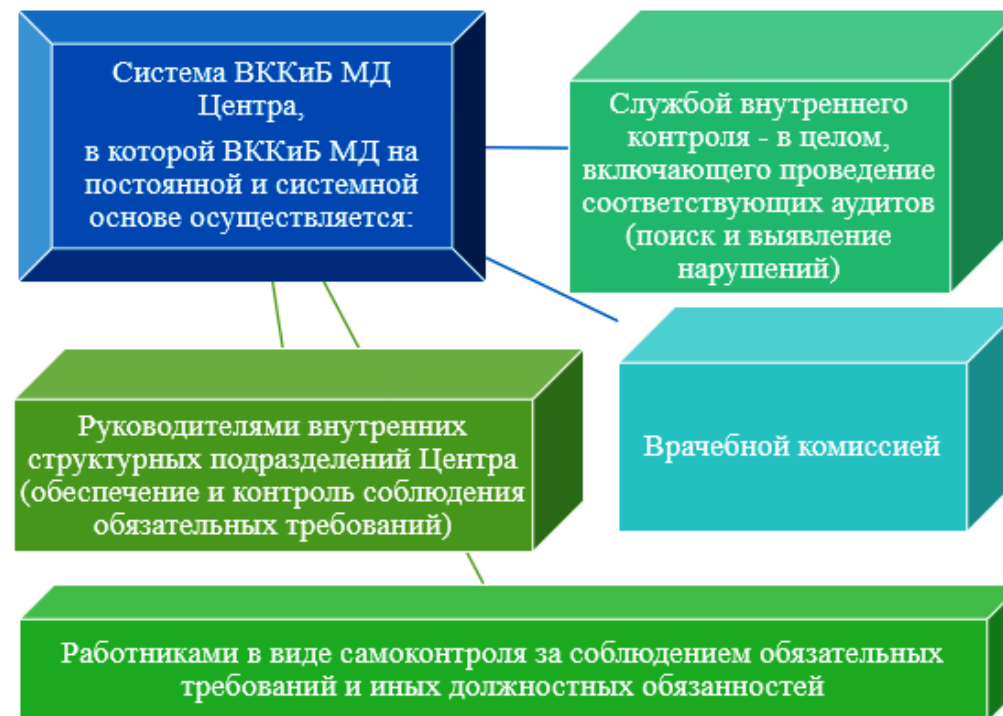 Система ВККиБ МД
Центра,
в которой ВККиБ МД на
постоянной и системной
основе осуществляется:
Службой внутреннего
контроля - в целом,
включающего проведение
соответствующих аудитов
(поиск и выявление
нарушений)
Руководителями внутренних
структурных подразделений Центра
(обеспечение и контроль соблюдения
обязательных требований)
Врачебной комиссией
Работниками в виде самоконтроля за соблюдением обязательных
требований и иных должностных обязанностей